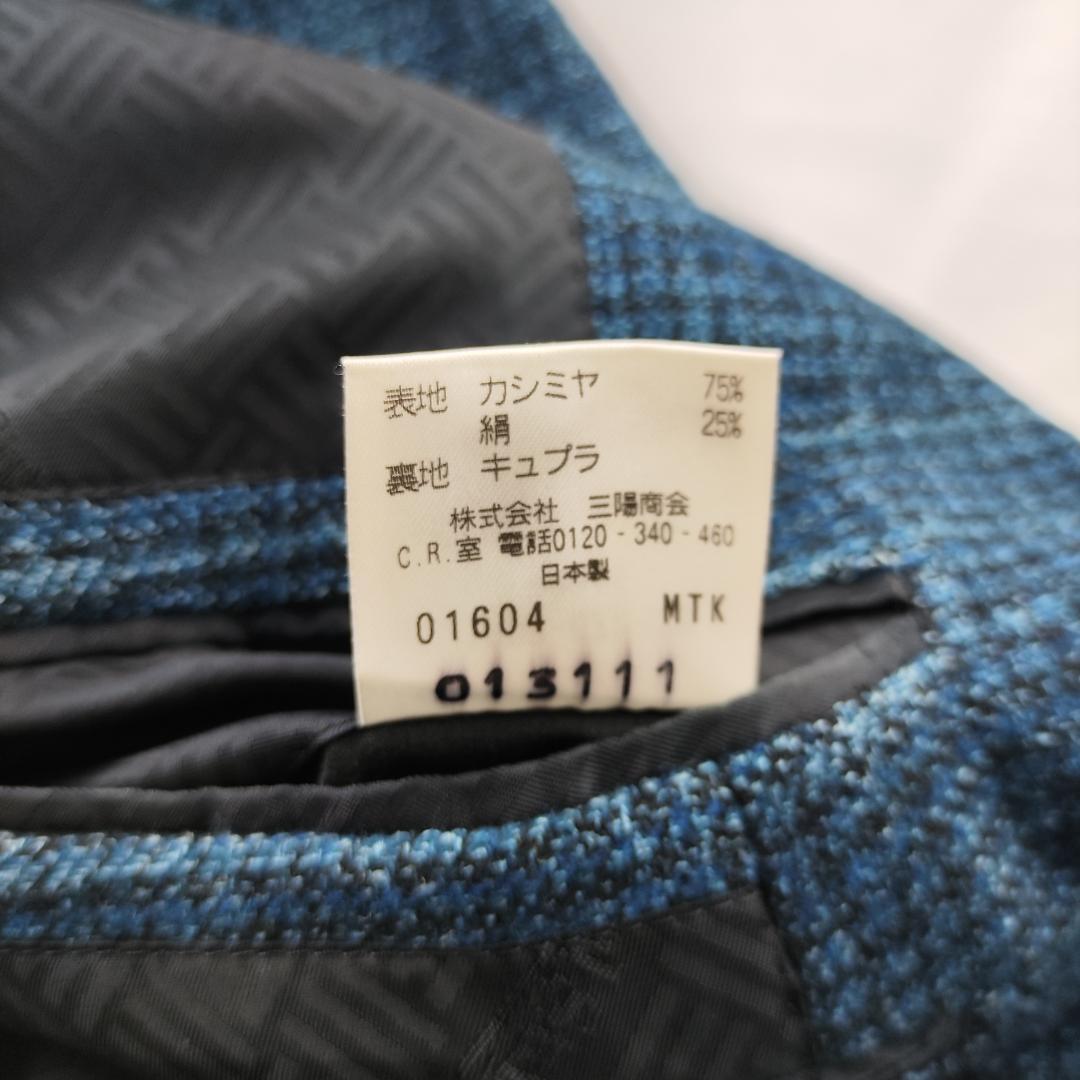 表地 カシミヤ 75%
絹 25%
裏地 キュプラ
株式会社 三陽商会
C.R.室 電話0120-340-460
日本製
01604 MTK
013111